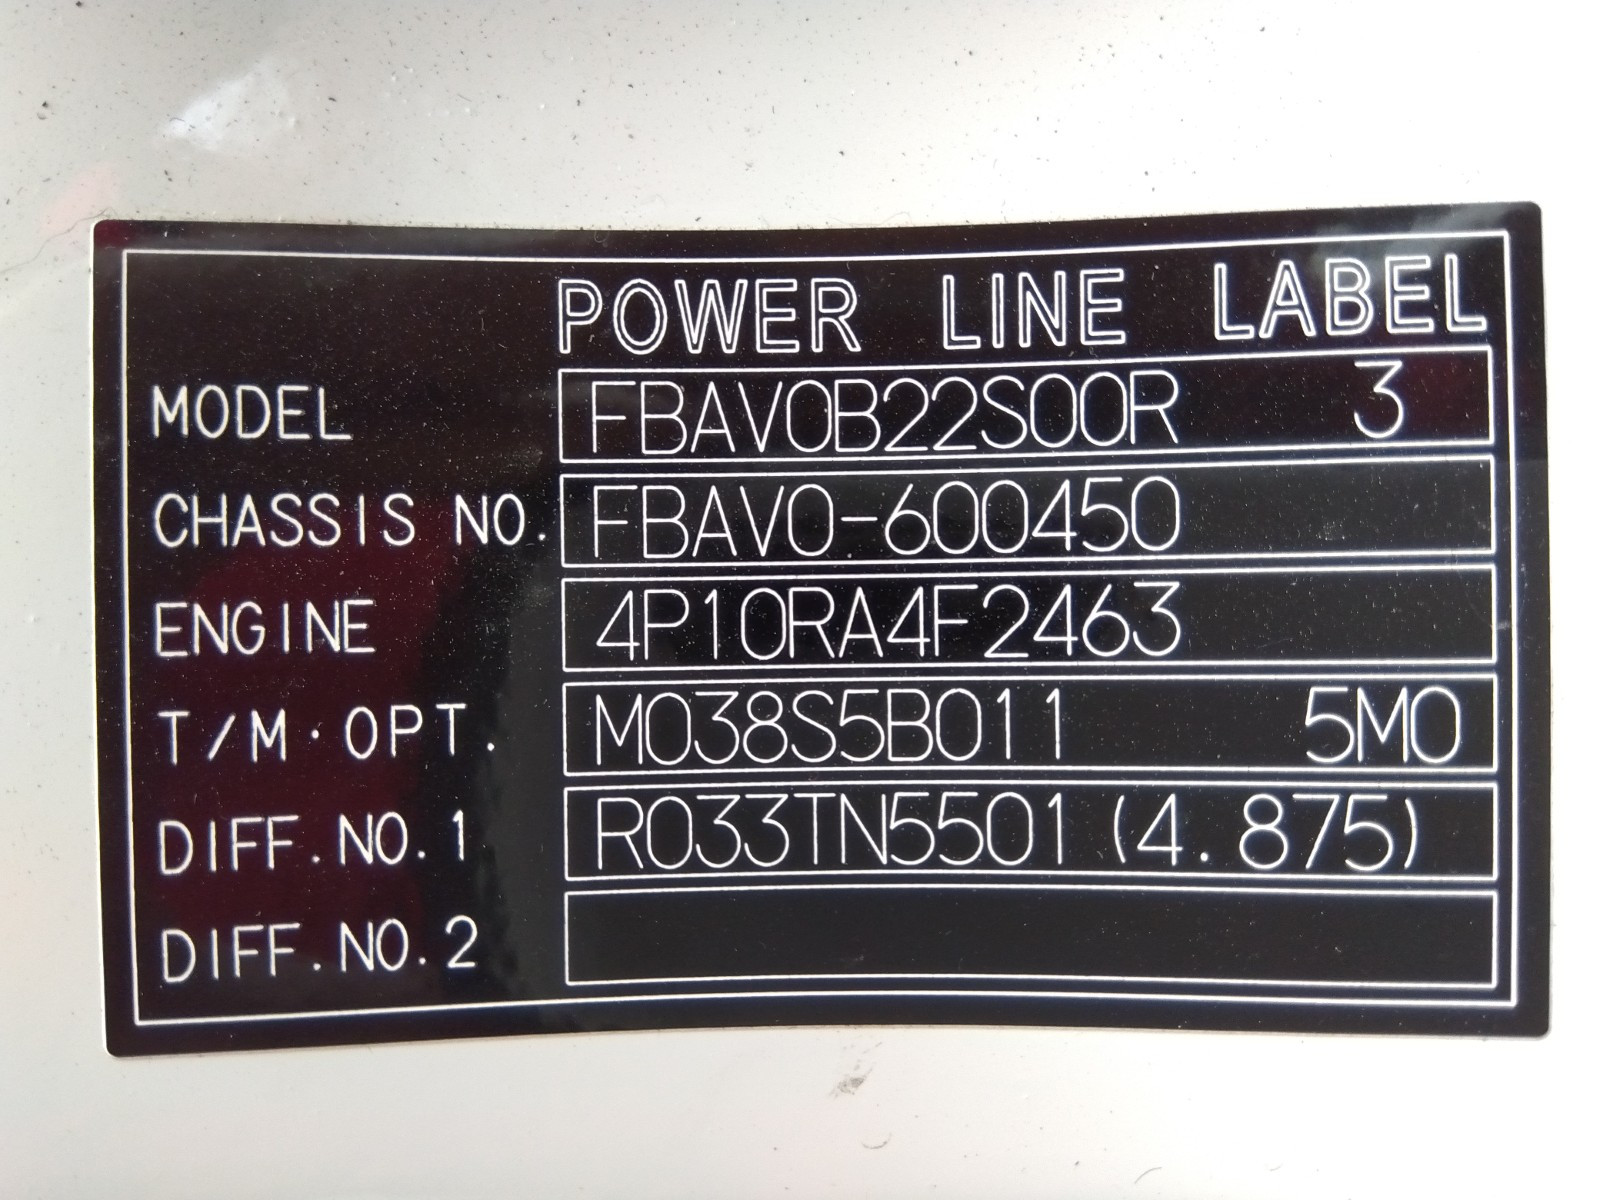 POWER LINE LABEL
MODEL FBAV0B22S00R 3
CHASSIS NO. FBAV0-600450
ENGINE 4P10RA4F2463
T/M·OPT. M038S5B011 5M0
DIFF.NO.1 R033TN5501(4.875)
DIFF.NO.2